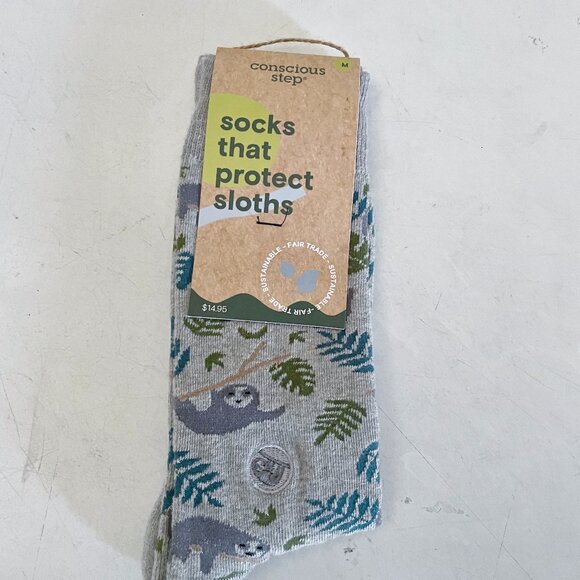 conscious
step®
M
socks
that
protect
sloths
SUSTAINABLE - FAIR TRADE - SUSTAINABLE - FAIR TRADE -
$14.95